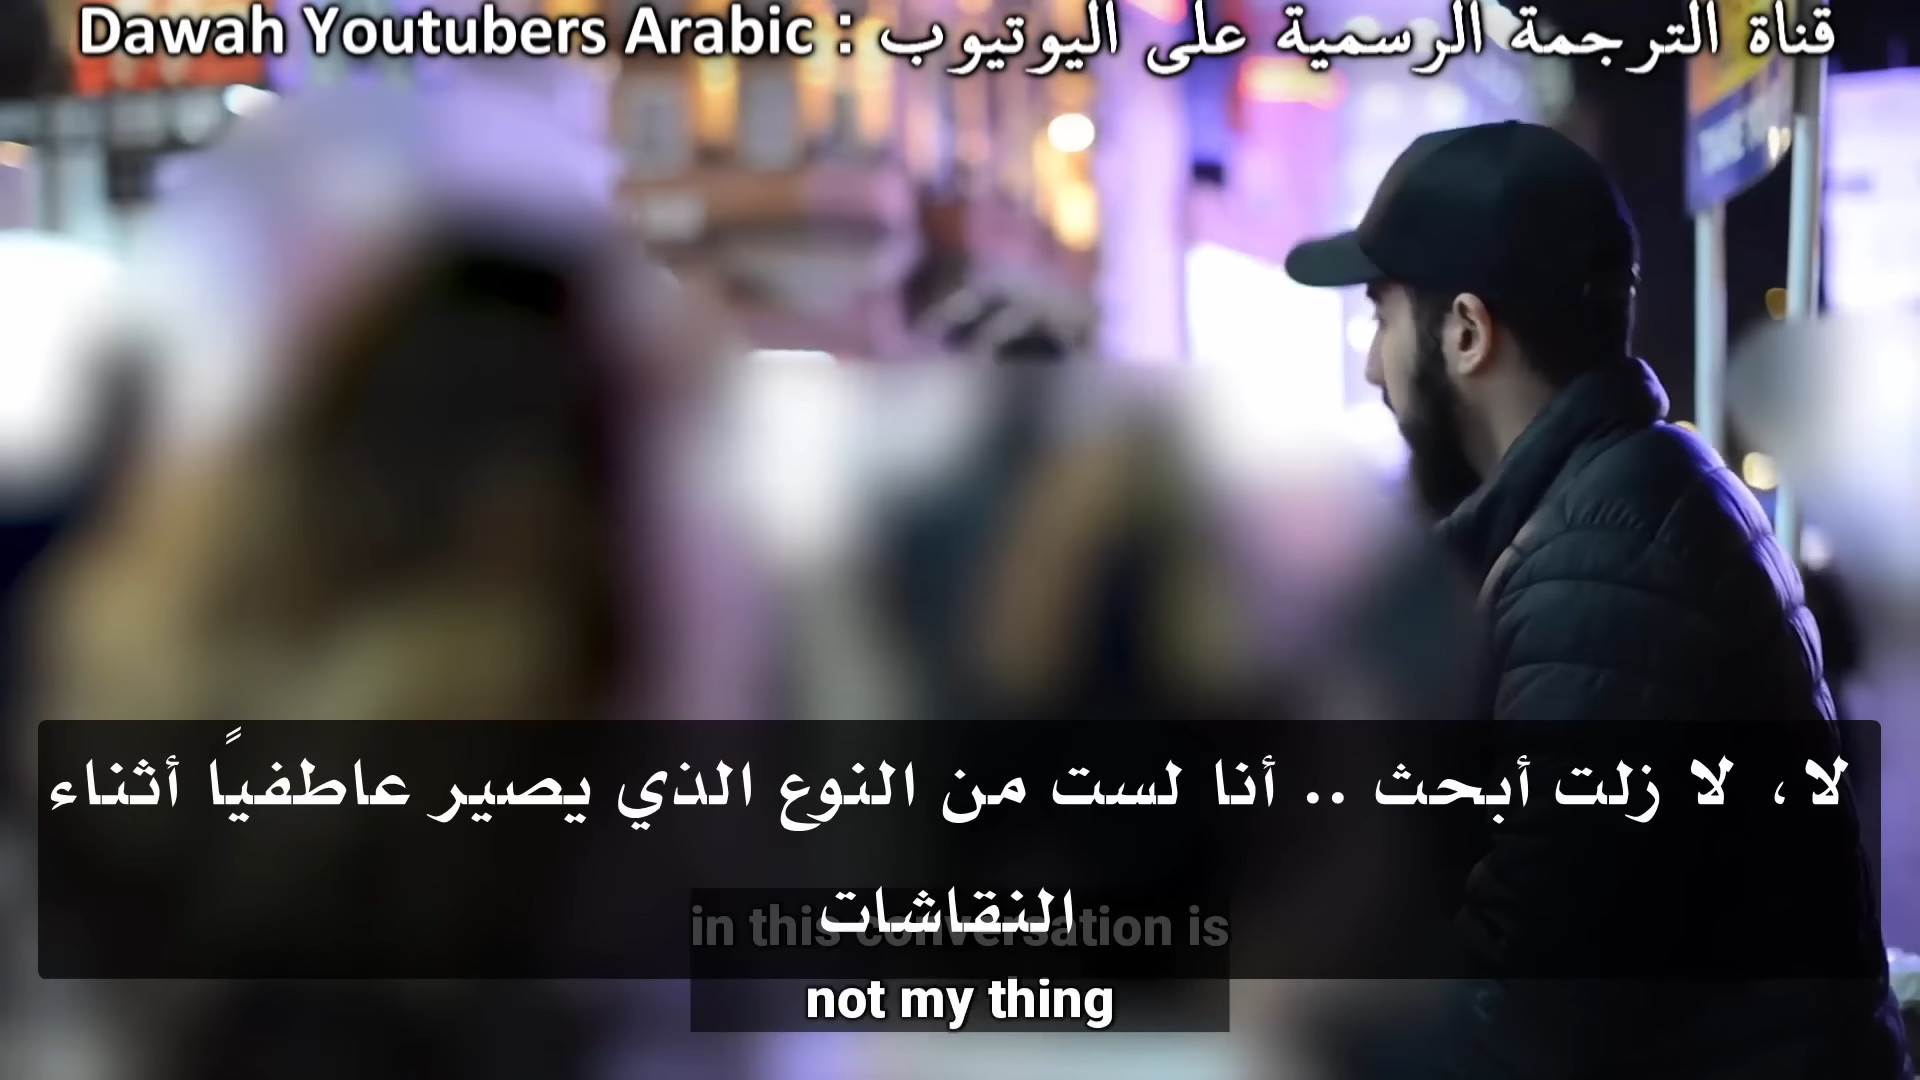 قناة الترجمة الرسمية على اليوتيوب : Dawah Youtubers Arabic
لا، لا زلت أبحث .. أنا لست من النوع الذي يصير عاطفياً أثناء
النقاشات
in this conversation is
not my thing